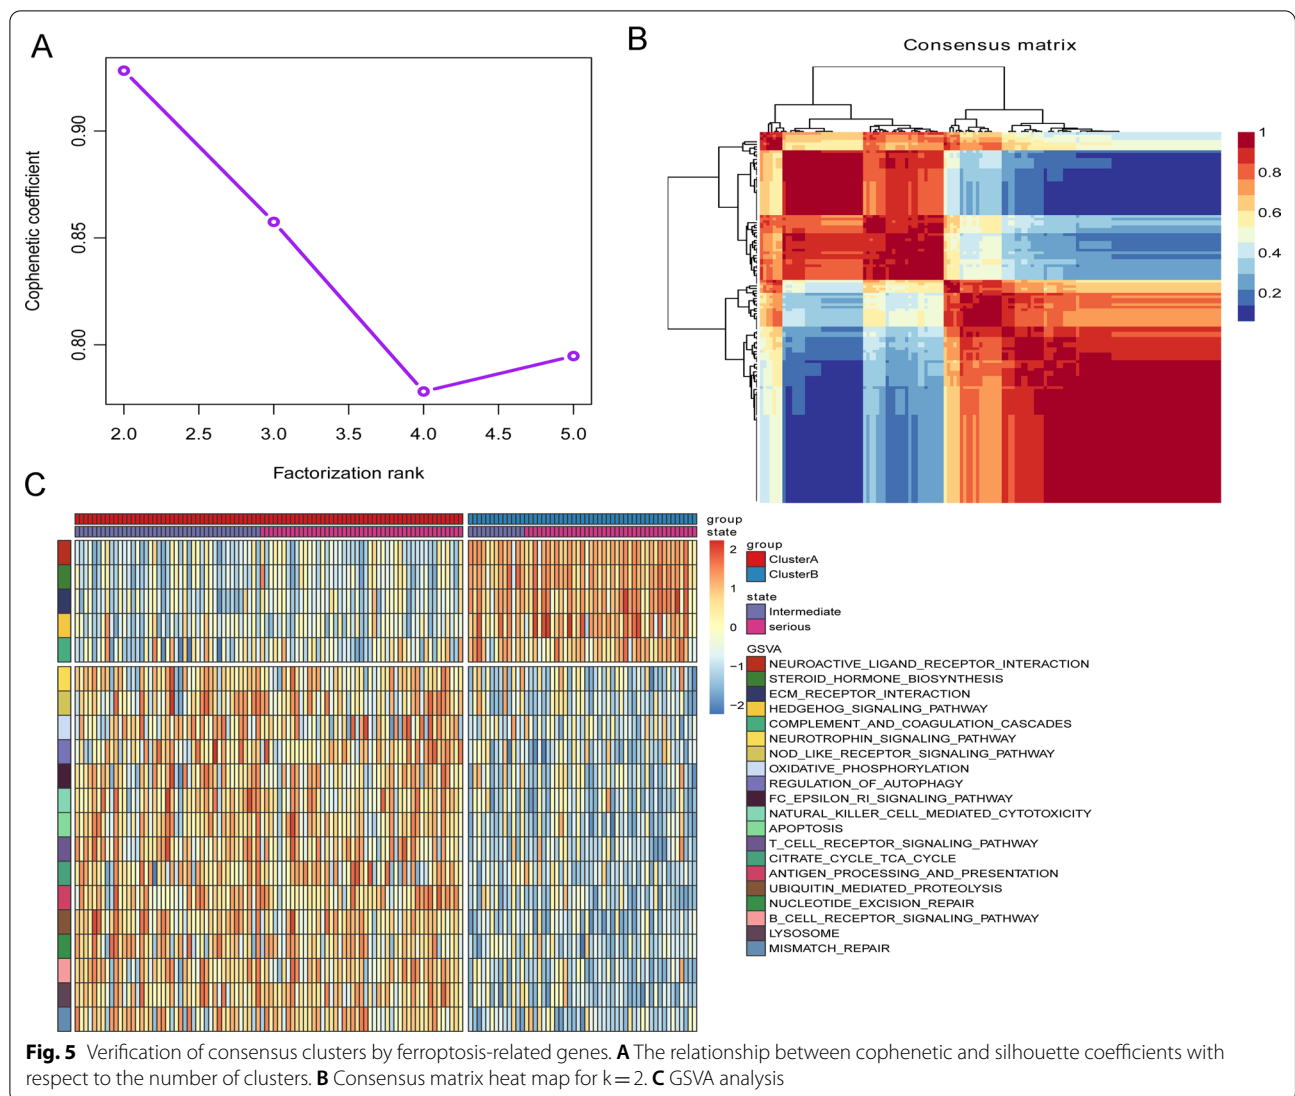 A
Cophenetic coefficient
0.90
0.85
0.80
2.0 2.5 3.0 3.5 4.0 4.5 5.0
Factorization rank
B
Consensus matrix
1
0.8
0.6
0.4
0.2
C
group
state
2
1
0
−1
−2
group
ClusterA
ClusterB
state
Intermediate
serious
GSVA
NEUROACTIVE_LIGAND_RECEPTOR_INTERACTION
STEROID_HORMONE_BIOSYNTHESIS
ECM_RECEPTOR_INTERACTION
HEDGEHOG_SIGNALING_PATHWAY
COMPLEMENT_AND_COAGULATION_CASCADES
NEUROTROPHIN_SIGNALING_PATHWAY
NOD_LIKE_RECEPTOR_SIGNALING_PATHWAY
OXIDATIVE_PHOSPHORYLATION
REGULATION_OF_AUTOPHAGY
FC_EPSILON_RI_SIGNALING_PATHWAY
NATURAL_KILLER_CELL_MEDIATED_CYTOTOXICITY
APOPTOSIS
T_CELL_RECEPTOR_SIGNALING_PATHWAY
CITRATE_CYCLE_TCA_CYCLE
ANTIGEN_PROCESSING_AND_PRESENTATION
UBIQUITIN_MEDIATED_PROTEOLYSIS
NUCLEOTIDE_EXCISION_REPAIR
B_CELL_RECEPTOR_SIGNALING_PATHWAY
LYSOSOME
MISMATCH_REPAIR
Fig. 5 Verification of consensus clusters by ferroptosis-related genes. A The relationship between cophenetic and silhouette coefficients with
respect to the number of clusters. B Consensus matrix heat map for k = 2. C GSVA analysis